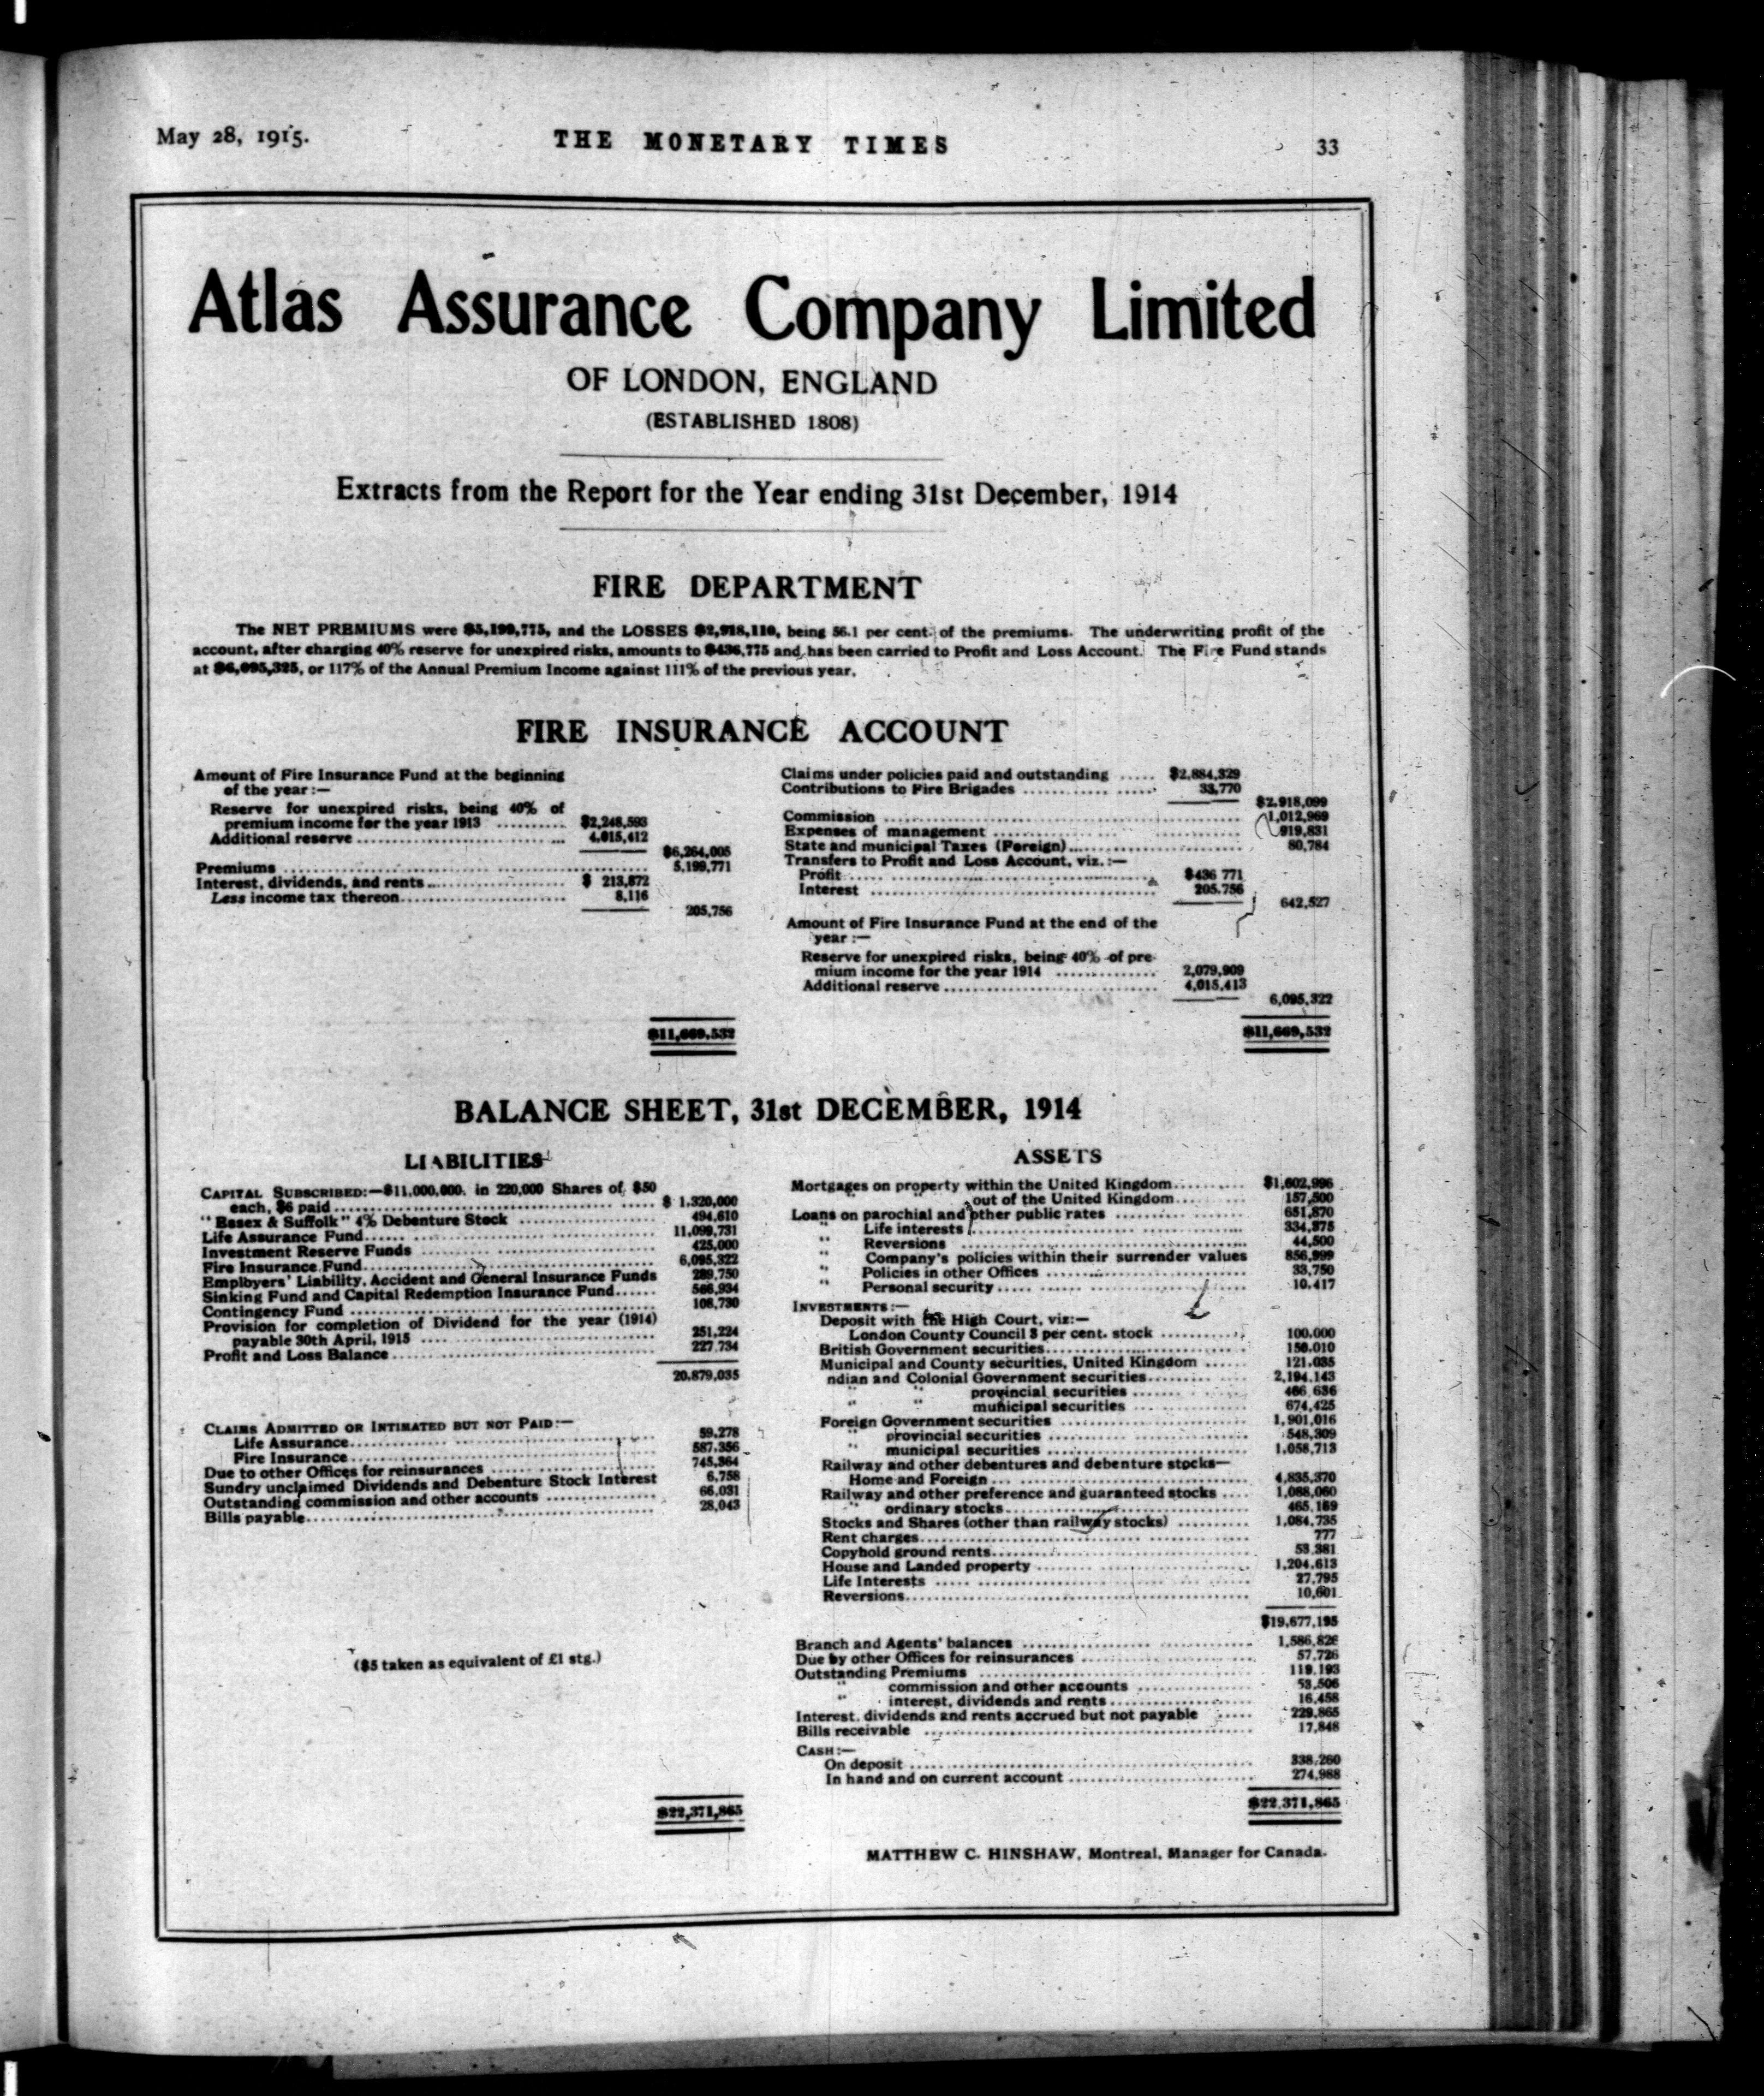 May 28, 1915.
THE MONETARY TIMES
33
Atlas Assurance Company Limited
OF LONDON, ENGLAND
(ESTABLISHED 1808)
Extracts from the Report for the Year ending 31st December, 1914
FIRE DEPARTMENT
The NET PREMIUMS were $5,199,775, and the LOSSES $2,918,110, being 56.1 per cent. of the premiums. The underwriting profit of the
account, after charging 40% reserve for unexpired risks, amounts to $436,775 and has been carried to Profit and Loss Account. The Fire Fund stands
at $6,095,325, or 117% of the Annual Premium Income against 111% of the previous year.
FIRE INSURANCE ACCOUNT
Amount of Fire Insurance Fund at the beginning
of the year:—
Reserve for unexpired risks, being 40% of
premium income for the year 1913 .......... $2,248,593
Additional reserve .......... 4,015,412
$6,264,005
Premiums .......... 5,199,771
Interest, dividends, and rents .......... $ 213,872
Less income tax thereon .......... 8,116
205,756
$11,669,532
Claims under policies paid and outstanding ..... $2,884,329
Contributions to Fire Brigades .......... 33,770
$2,918,099
Commission .......... 1,012,969
Expenses of management .......... 919,831
State and municipal Taxes (Foreign) .......... 80,784
Transfers to Profit and Loss Account, viz.:—
Profit .......... $436 771
Interest .......... 205.756
642,527
Amount of Fire Insurance Fund at the end of the
year :—
Reserve for unexpired risks, being 40% of pre-
mium income for the year 1914 .......... 2,079,909
Additional reserve .......... 4,015,413
6,095,322
$11,669,532
BALANCE SHEET, 31st DECEMBER, 1914
LIABILITIES
CAPITAL SUBSCRIBED:—$11,000,000, in 220,000 Shares of $50
each, $6 paid .......... $ 1,320,000
"Essex & Suffolk" 4% Debenture Stock .......... 494,610
Life Assurance Fund .......... 11,099,731
Investment Reserve Funds .......... 425,000
Fire Insurance Fund .......... 6,095,322
Employers' Liability, Accident and General Insurance Funds 289,750
Sinking Fund and Capital Redemption Insurance Fund ...... 566,934
Contingency Fund .......... 108,730
Provision for completion of Dividend for the year (1914)
payable 30th April, 1915 .......... 251,224
Profit and Loss Balance .......... 227 734
20,879,035
CLAIMS ADMITTED OR INTIMATED BUT NOT PAID:—
Life Assurance .......... 59,278
Fire Insurance .......... 587,356
Due to other Offices for reinsurances .......... 745,364
Sundry unclaimed Dividends and Debenture Stock Interest 6,758
Outstanding commission and other accounts .......... 66,031
Bills payable .......... 28,043
($5 taken as equivalent of £1 stg.)
$22,371,865
ASSETS
Mortgages on property within the United Kingdom .......... $1,602,996
" " out of the United Kingdom .......... 157,500
Loans on parochial and other public rates .......... 651,870
" Life interests .......... 334,375
" Reversions .......... 44,500
" Company's policies within their surrender values 856,999
" Policies in other Offices .......... 33,750
" Personal security .......... 10,417
INVESTMENTS:—
Deposit with the High Court, viz:—
London County Council 3 per cent. stock .......... 100,000
British Government securities .......... 150,010
Municipal and County securities, United Kingdom ...... 121,035
ndian and Colonial Government securities .......... 2,194,143
" " provincial securities .......... 466 636
" " municipal securities .......... 674,425
Foreign Government securities .......... 1,901,016
" provincial securities .......... 548,309
" municipal securities .......... 1,058,713
Railway and other debentures and debenture stocks—
Home and Foreign .......... 4,835,370
Railway and other preference and guaranteed stocks .... 1,088,060
" ordinary stocks .......... 465,169
Stocks and Shares (other than railway stocks) .......... 1,084,735
Rent charges .......... 777
Copyhold ground rents .......... 53,381
House and Landed property .......... 1,204,613
Life Interests .......... 27,795
Reversions .......... 10,601
$19,677,195
Branch and Agents' balances .......... 1,586,826
Due by other Offices for reinsurances .......... 57,726
Outstanding Premiums .......... 119,193
" commission and other accounts .......... 53,506
" interest, dividends and rents .......... 16,458
Interest, dividends and rents accrued but not payable ..... 229,865
Bills receivable .......... 17,848
CASH:—
On deposit .......... 338,260
In hand and on current account .......... 274,988
$22,371,865
MATTHEW C. HINSHAW, Montreal, Manager for Canada.